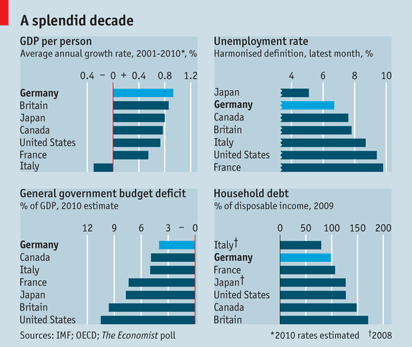 A splendid decade
GDP per person
Average annual growth rate, 2001-2010*, %
0.4 – 0 + 0.4 0.8 1.2
Germany
Britain
Japan
Canada
United States
France
Italy
Unemployment rate
Harmonised definition, latest month, %
4 6 8 10
Japan
Germany
Canada
Britain
Italy
United States
France
General government budget deficit
% of GDP, 2010 estimate
12 9 6 3 – 0
Germany
Canada
Italy
France
Japan
Britain
United States
Household debt
% of disposable income, 2009
0 50 100 150 200
Italy†
Germany
France
Japan†
United States
Canada
Britain
Sources: IMF; OECD; The Economist poll
*2010 rates estimated †2008